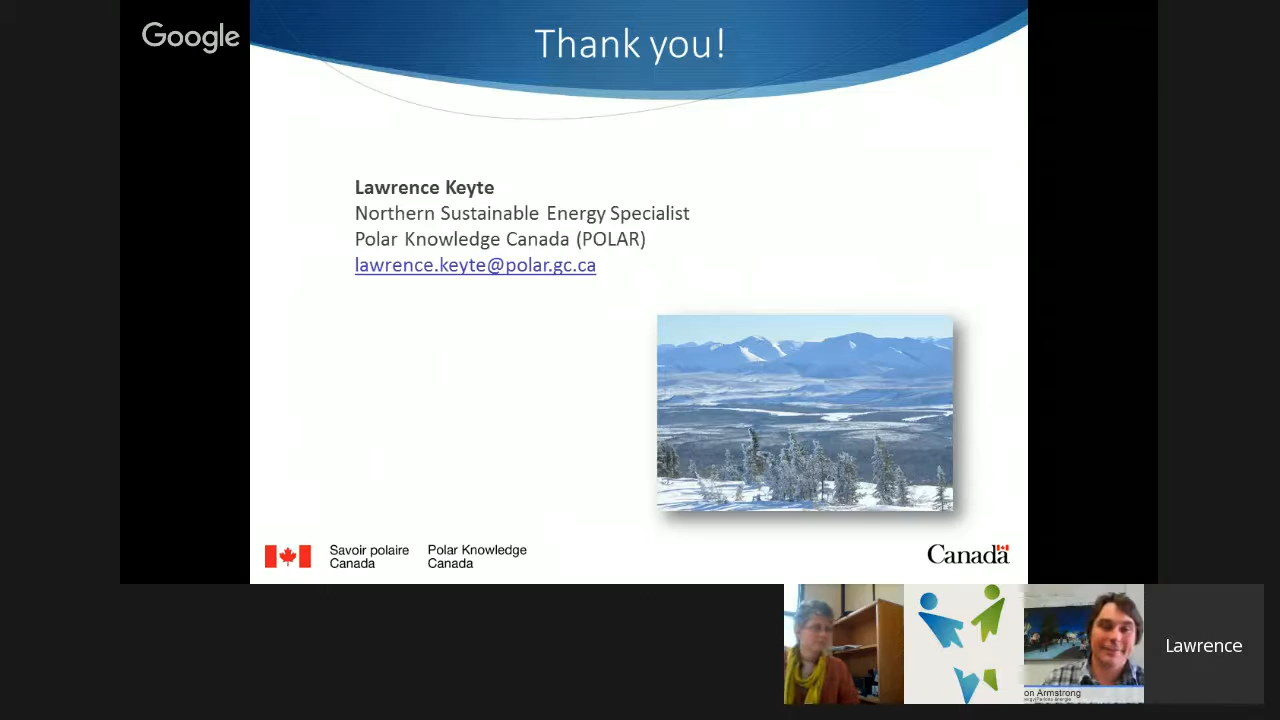 Google
Thank you!
Lawrence Keyte
Northern Sustainable Energy Specialist
Polar Knowledge Canada (POLAR)
lawrence.keyte@polar.gc.ca
Savoir polaire
Canada
Polar Knowledge
Canada
Canada
on Armstrong
Lawrence